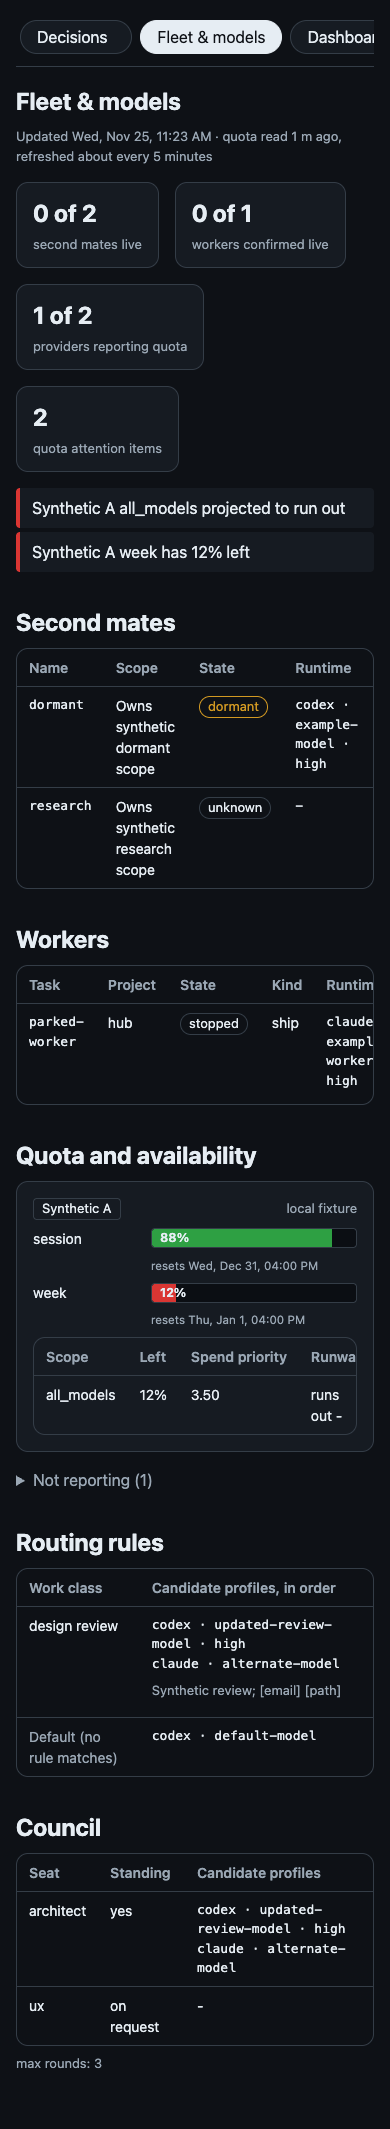 Decisions Fleet & models Dashboar
Fleet & models
Updated Wed, Nov 25, 11:23 AM · quota read 1 m ago,
refreshed about every 5 minutes
0 of 2 0 of 1
second mates live workers confirmed live
1 of 2
providers reporting quota
2
quota attention items
Synthetic A all_models projected to run out
Synthetic A week has 12% left
Second mates
Name Scope State Runtime
dormant Owns synthetic dormant scope dormant codex · example-model · high
research Owns synthetic research scope unknown –
Workers
Task Project State Kind Runtim
parked-worker hub stopped ship claude exampl worker high
Quota and availability
Synthetic A local fixture
session 88%
resets Wed, Dec 31, 04:00 PM
week 12%
resets Thu, Jan 1, 04:00 PM
Scope Left Spend priority Runwa
all_models 12% 3.50 runs out -
Not reporting (1)
Routing rules
Work class Candidate profiles, in order
design review codex · updated-review-model · high
claude · alternate-model
Synthetic review; [email] [path]
Default (no rule matches) codex · default-model
Council
Seat Standing Candidate profiles
architect yes codex · updated-review-model · high
claude · alternate-model
ux on request -
max rounds: 3